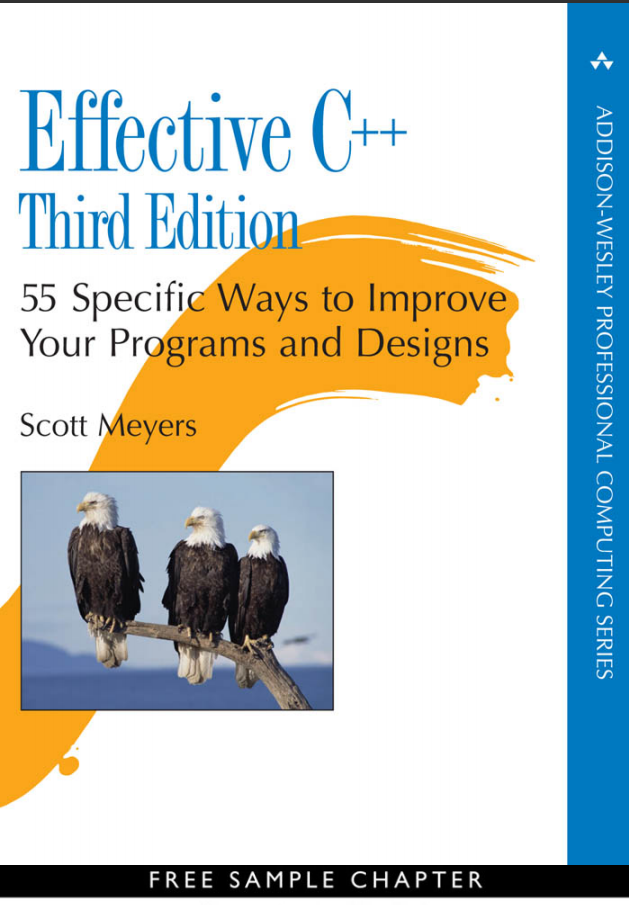 Effective C++
Third Edition
55 Specific Ways to Improve
Your Programs and Designs
Scott Meyers
ADDISON-WESLEY PROFESSIONAL COMPUTING SERIES
FREE SAMPLE CHAPTER